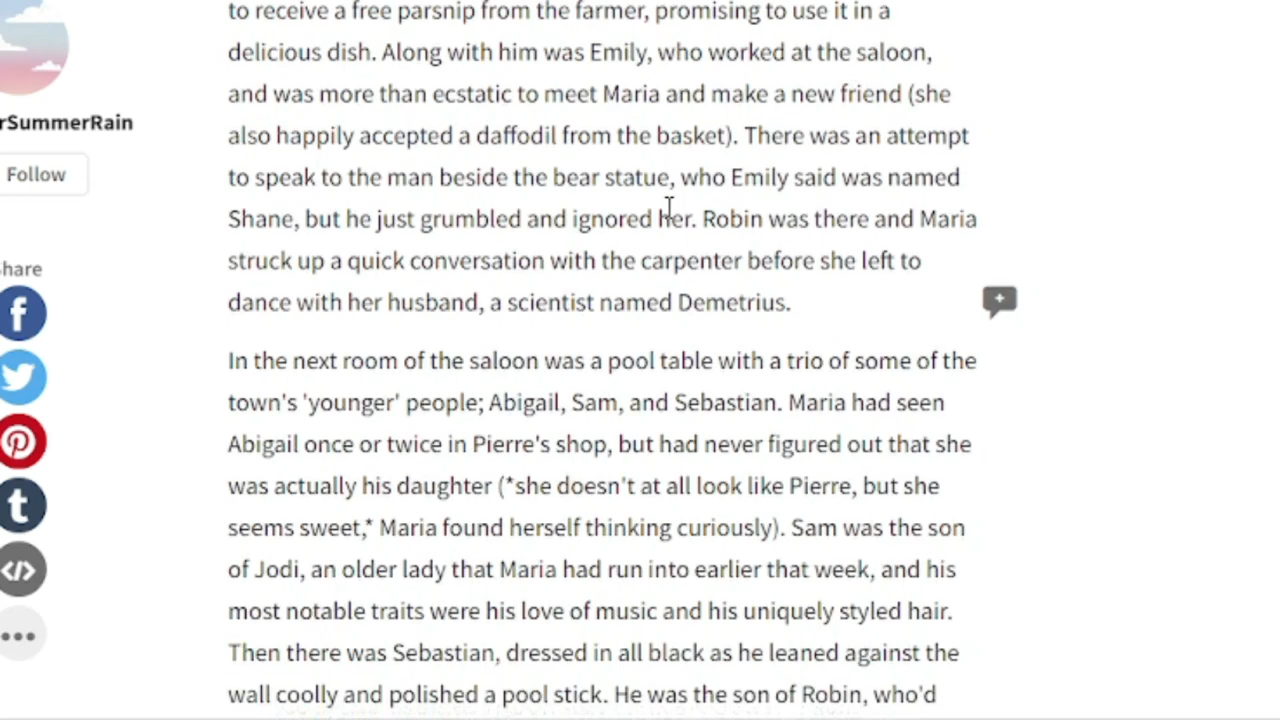 to receive a free parsnip from the farmer, promising to use it in a
delicious dish. Along with him was Emily, who worked at the saloon,
and was more than ecstatic to meet Maria and make a new friend (she
also happily accepted a daffodil from the basket). There was an attempt
to speak to the man beside the bear statue, who Emily said was named
Shane, but he just grumbled and ignored her. Robin was there and Maria
struck up a quick conversation with the carpenter before she left to
dance with her husband, a scientist named Demetrius.
In the next room of the saloon was a pool table with a trio of some of the
town's 'younger' people; Abigail, Sam, and Sebastian. Maria had seen
Abigail once or twice in Pierre's shop, but had never figured out that she
was actually his daughter (*she doesn't at all look like Pierre, but she
seems sweet,* Maria found herself thinking curiously). Sam was the son
of Jodi, an older lady that Maria had run into earlier that week, and his
most notable traits were his love of music and his uniquely styled hair.
Then there was Sebastian, dressed in all black as he leaned against the
wall coolly and polished a pool stick. He was the son of Robin, who'd
rSummerRain
Follow
Share